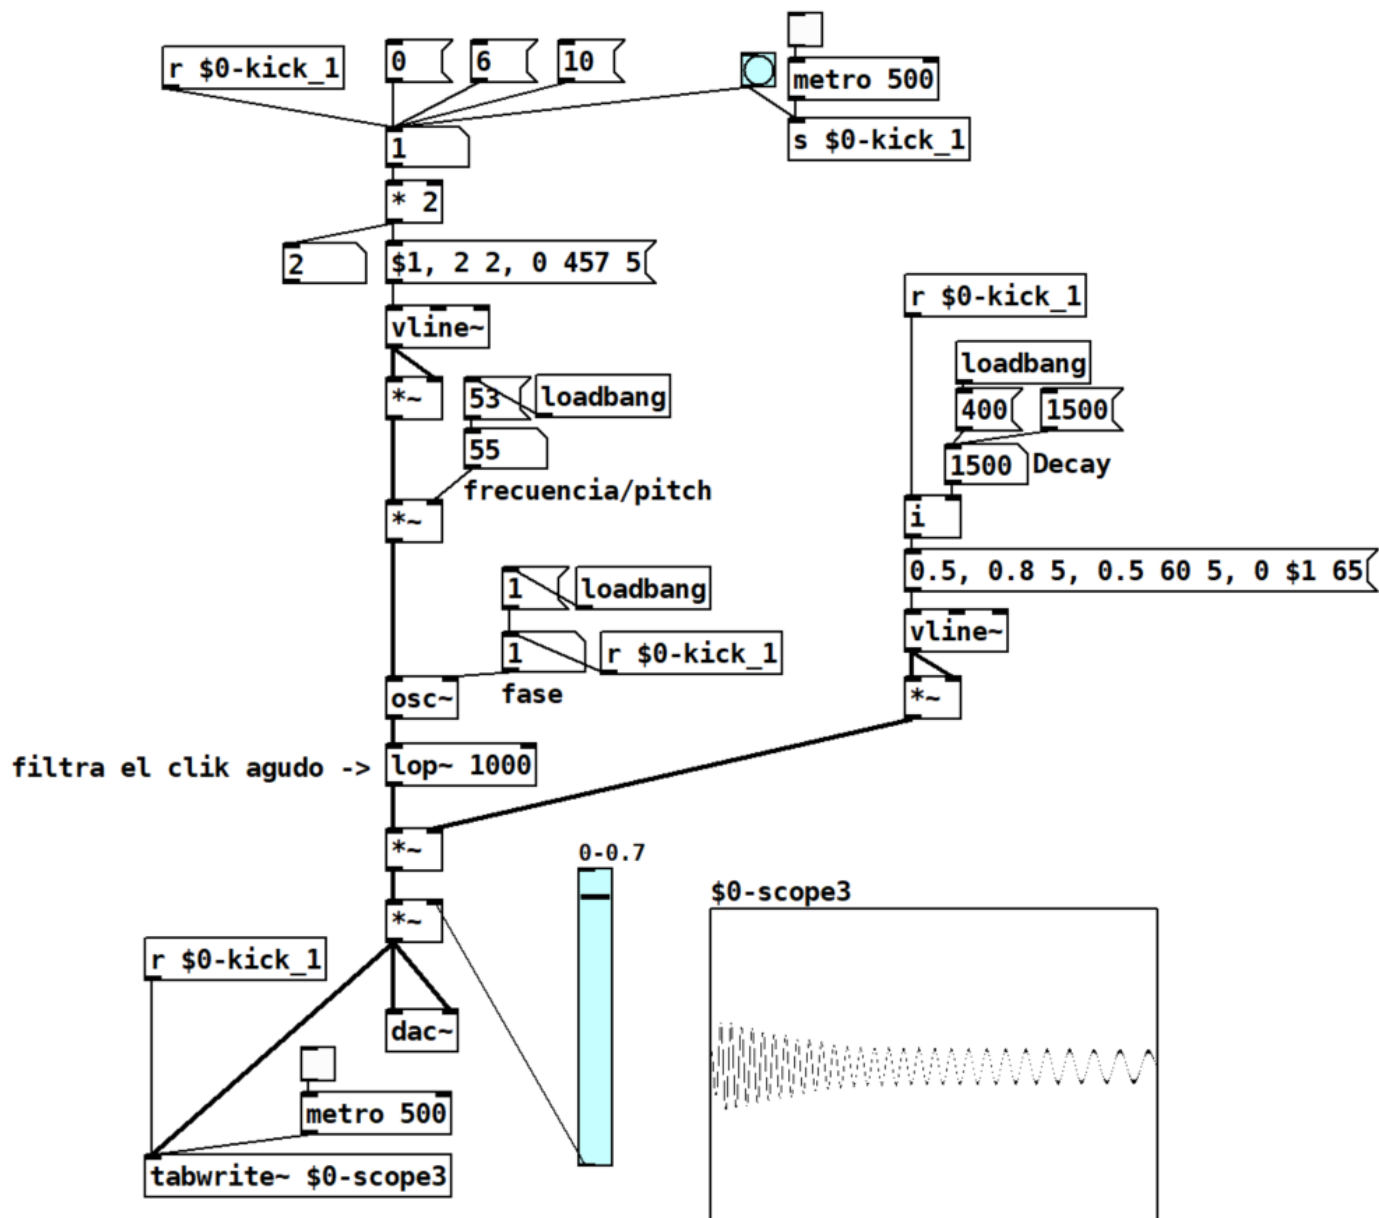 r $0-kick_1
0
6
10
metro 500
s $0-kick_1
1
* 2
2
$1, 2 2, 0 457 5
vline~
*~
53
loadbang
55
frecuencia/pitch
*~
1
loadbang
1
r $0-kick_1
fase
osc~
filtra el clik agudo ->
lop~ 1000
*~
*~
dac~
r $0-kick_1
metro 500
tabwrite~ $0-scope3
0-0.7
r $0-kick_1
loadbang
400
1500
1500
Decay
i
0.5, 0.8 5, 0.5 60 5, 0 $1 65
vline~
*~
$0-scope3